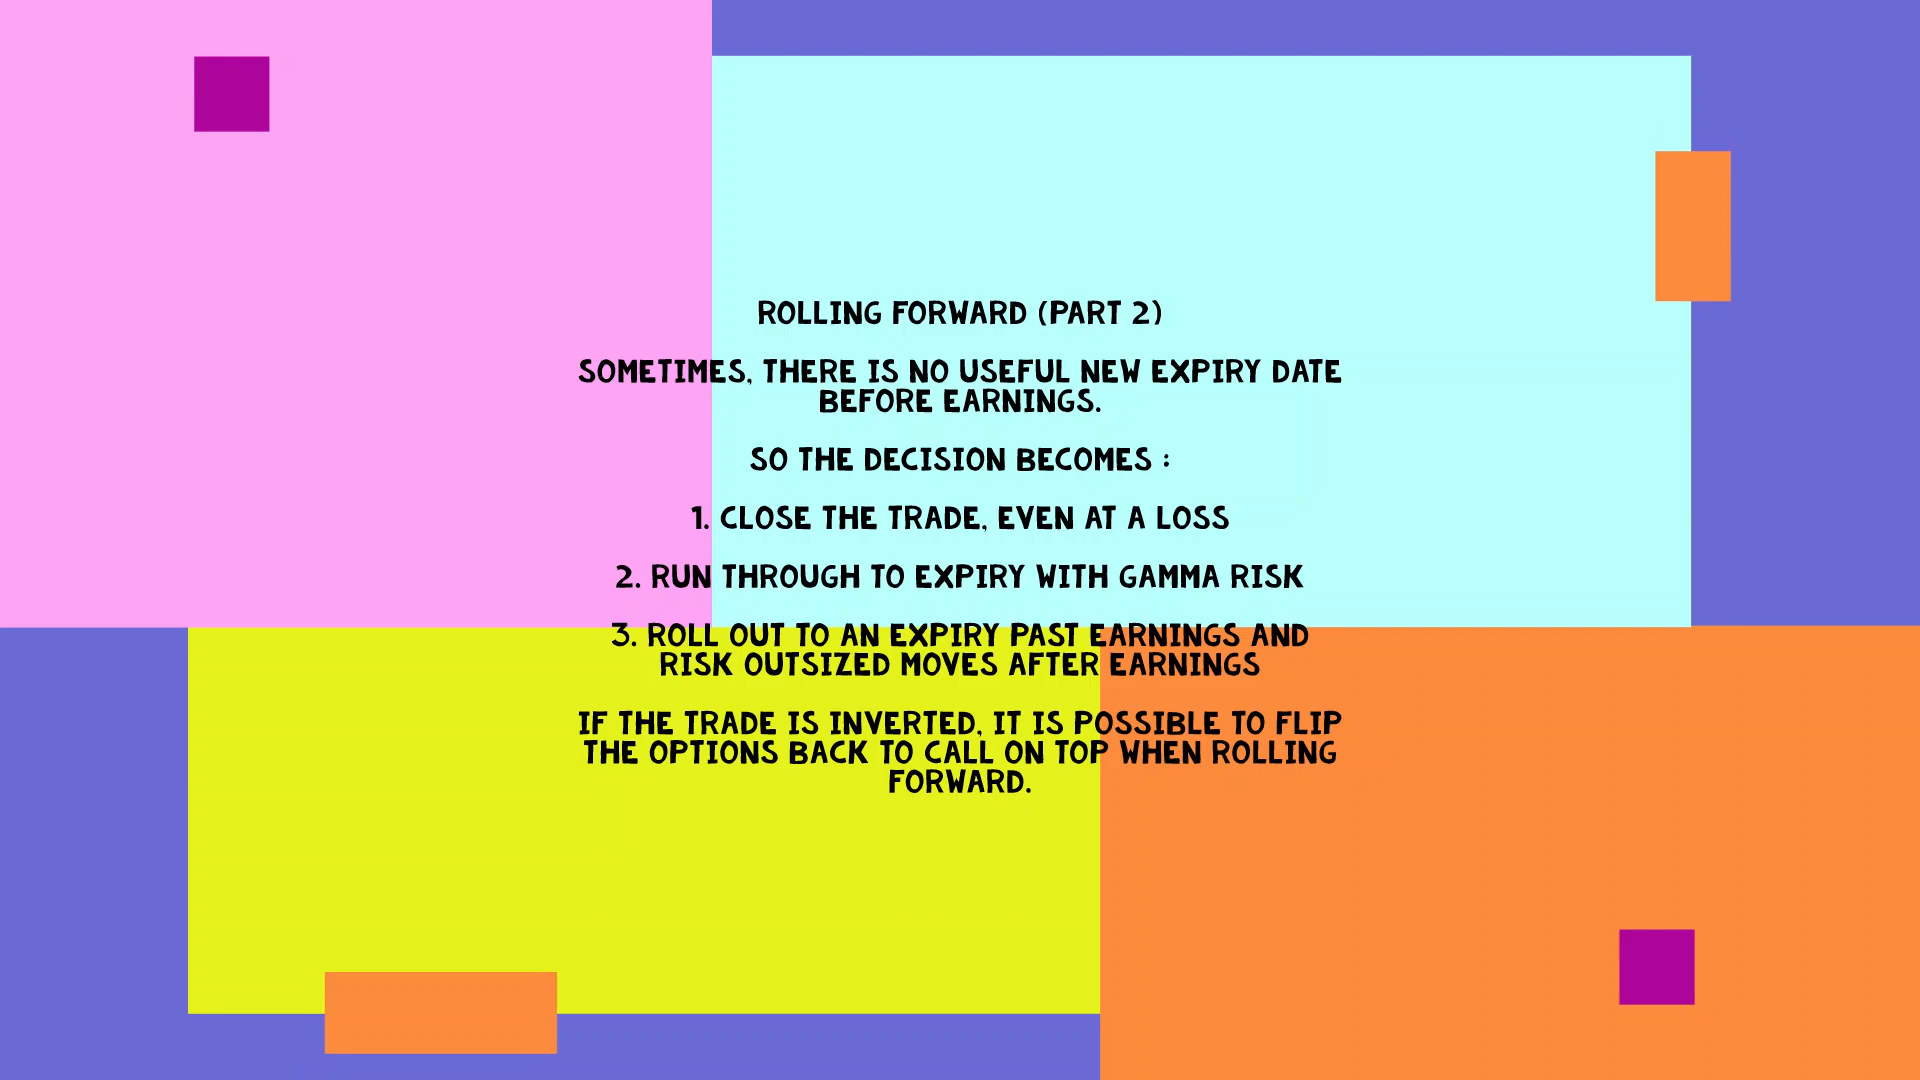 ROLLING FORWARD (PART 2)
SOMETIMES, THERE IS NO USEFUL NEW EXPIRY DATE
BEFORE EARNINGS.
SO THE DECISION BECOMES :
1. CLOSE THE TRADE, EVEN AT A LOSS
2. RUN THROUGH TO EXPIRY WITH GAMMA RISK
3. ROLL OUT TO AN EXPIRY PAST EARNINGS AND
RISK OUTSIZED MOVES AFTER EARNINGS
IF THE TRADE IS INVERTED, IT IS POSSIBLE TO FLIP
THE OPTIONS BACK TO CALL ON TOP WHEN ROLLING
FORWARD.